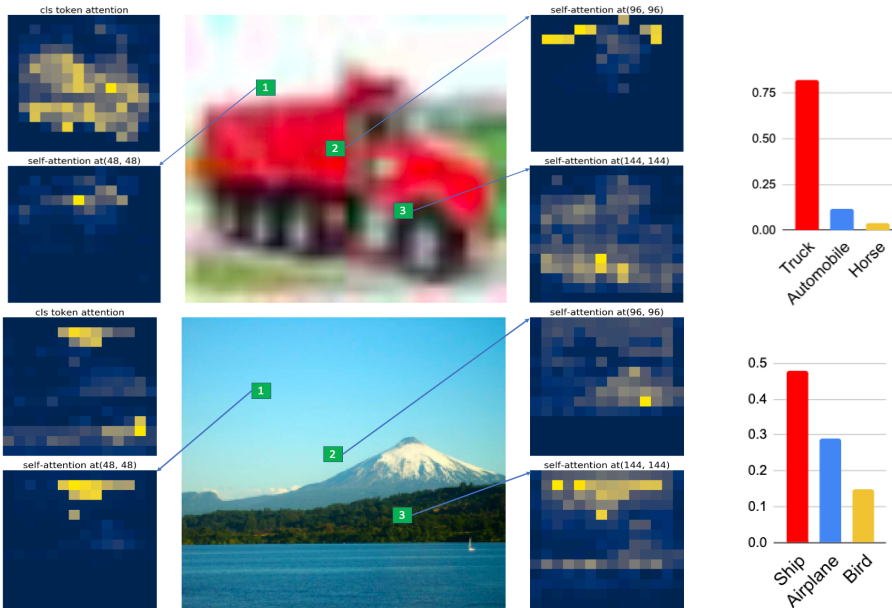 cls token attention
self-attention at(96, 96)
1
2
3
self-attention at(48, 48)
self-attention at(144, 144)
0.75
0.50
0.25
0.00
Truck
Automobile
Horse
cls token attention
self-attention at(96, 96)
1
2
3
self-attention at(48, 48)
self-attention at(144, 144)
0.5
0.4
0.3
0.2
0.1
0.0
Ship
Airplane
Bird